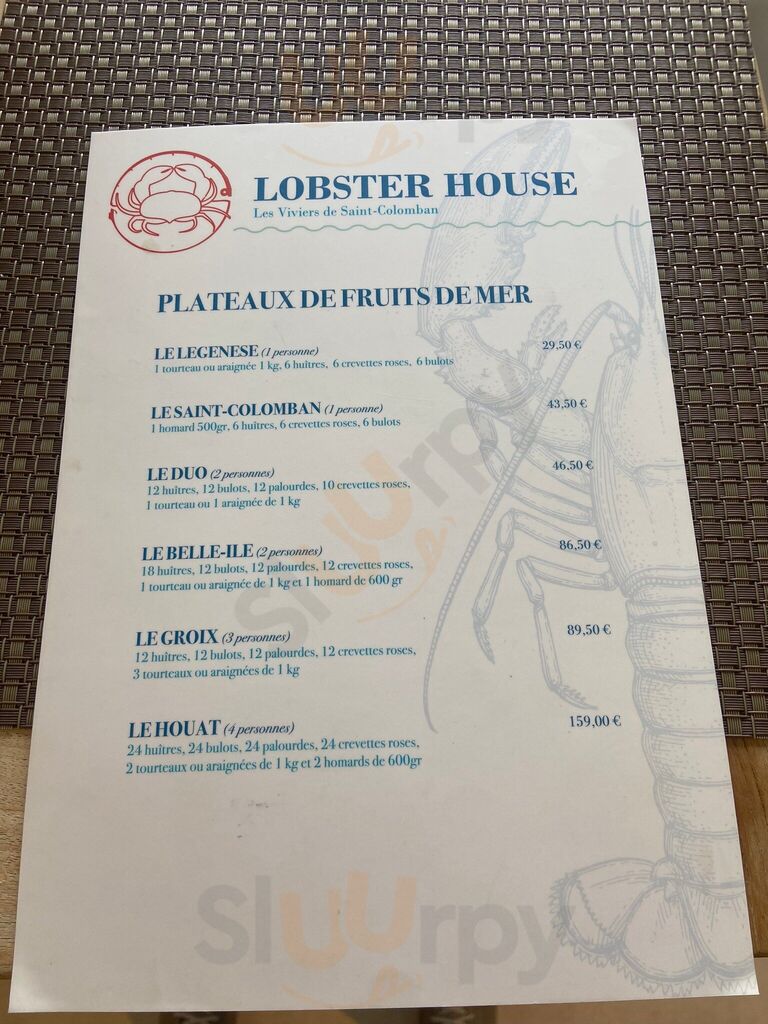 LOBSTER HOUSE
Les Viviers de Saint-Colomban
PLATEAUX DE FRUITS DE MER
LE LEGENESE (1 personne) 29,50 €
1 tourteau ou araignée 1 kg, 6 huîtres, 6 crevettes roses, 6 bulots
LE SAINT-COLOMBAN (1 personne) 43,50 €
1 homard 500gr, 6 huîtres, 6 crevettes roses, 6 bulots
LE DUO (2 personnes) 46,50 €
12 huîtres, 12 bulots, 12 palourdes, 10 crevettes roses,
1 tourteau ou 1 araignée de 1 kg
LE BELLE-ILE (2 personnes) 86,50 €
18 huîtres, 12 bulots, 12 palourdes, 12 crevettes roses,
1 tourteau ou araignée de 1 kg et 1 homard de 600 gr
LE GROIX (3 personnes) 89,50 €
12 huîtres, 12 bulots, 12 palourdes, 12 crevettes roses,
3 tourteaux ou araignées de 1 kg
LE HOUAT (4 personnes) 159,00 €
24 huîtres, 24 bulots, 24 palourdes, 24 crevettes roses,
2 tourteaux ou araignées de 1 kg et 2 homards de 600gr
Sluurpy